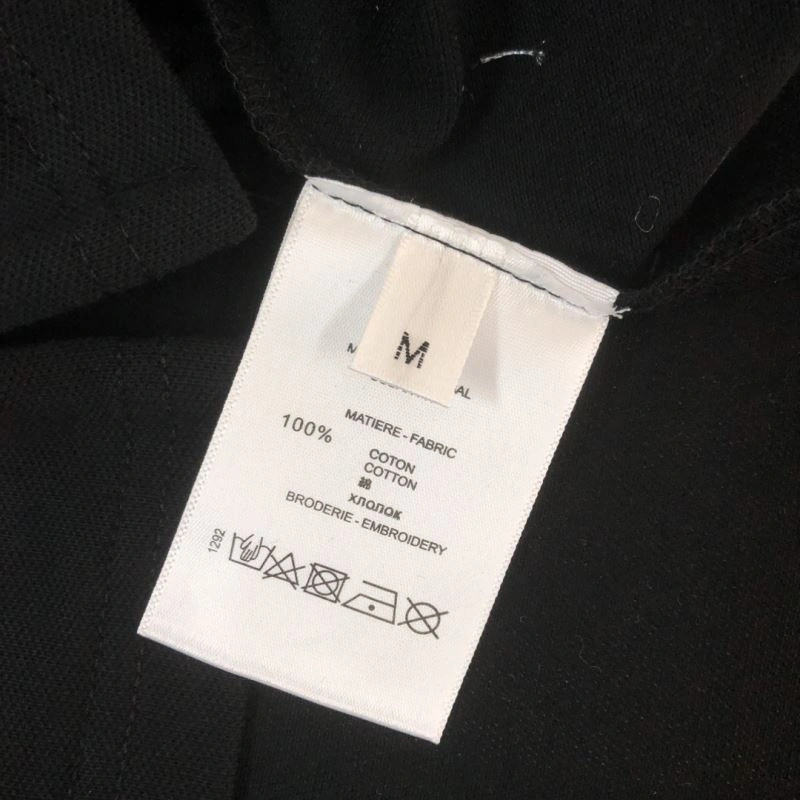 M
MATIERE - FABRIC
100%
COTON
COTTON
綿
хлопок
BRODERIE - EMBROIDERY
1292